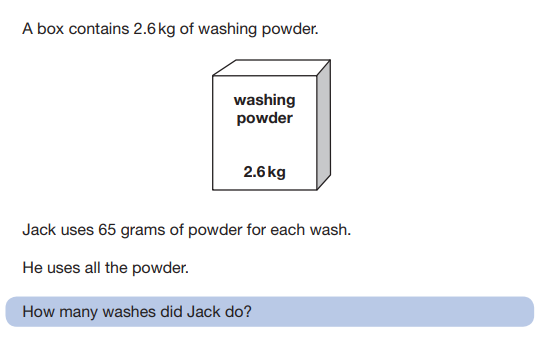 A box contains 2.6 kg of washing powder.
washing
powder
2.6 kg
Jack uses 65 grams of powder for each wash.
He uses all the powder.
How many washes did Jack do?